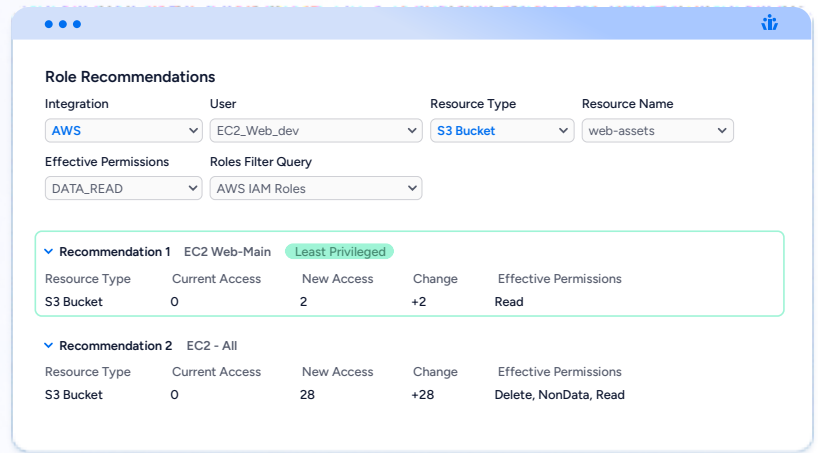 Role Recommendations
Integration User Resource Type Resource Name
AWS EC2_Web_dev S3 Bucket web-assets
Effective Permissions Roles Filter Query
DATA_READ AWS IAM Roles
Recommendation 1 EC2 Web-Main Least Privileged
Resource Type Current Access New Access Change Effective Permissions
S3 Bucket 0 2 +2 Read
Recommendation 2 EC2 - All
Resource Type Current Access New Access Change Effective Permissions
S3 Bucket 0 28 +28 Delete, NonData, Read